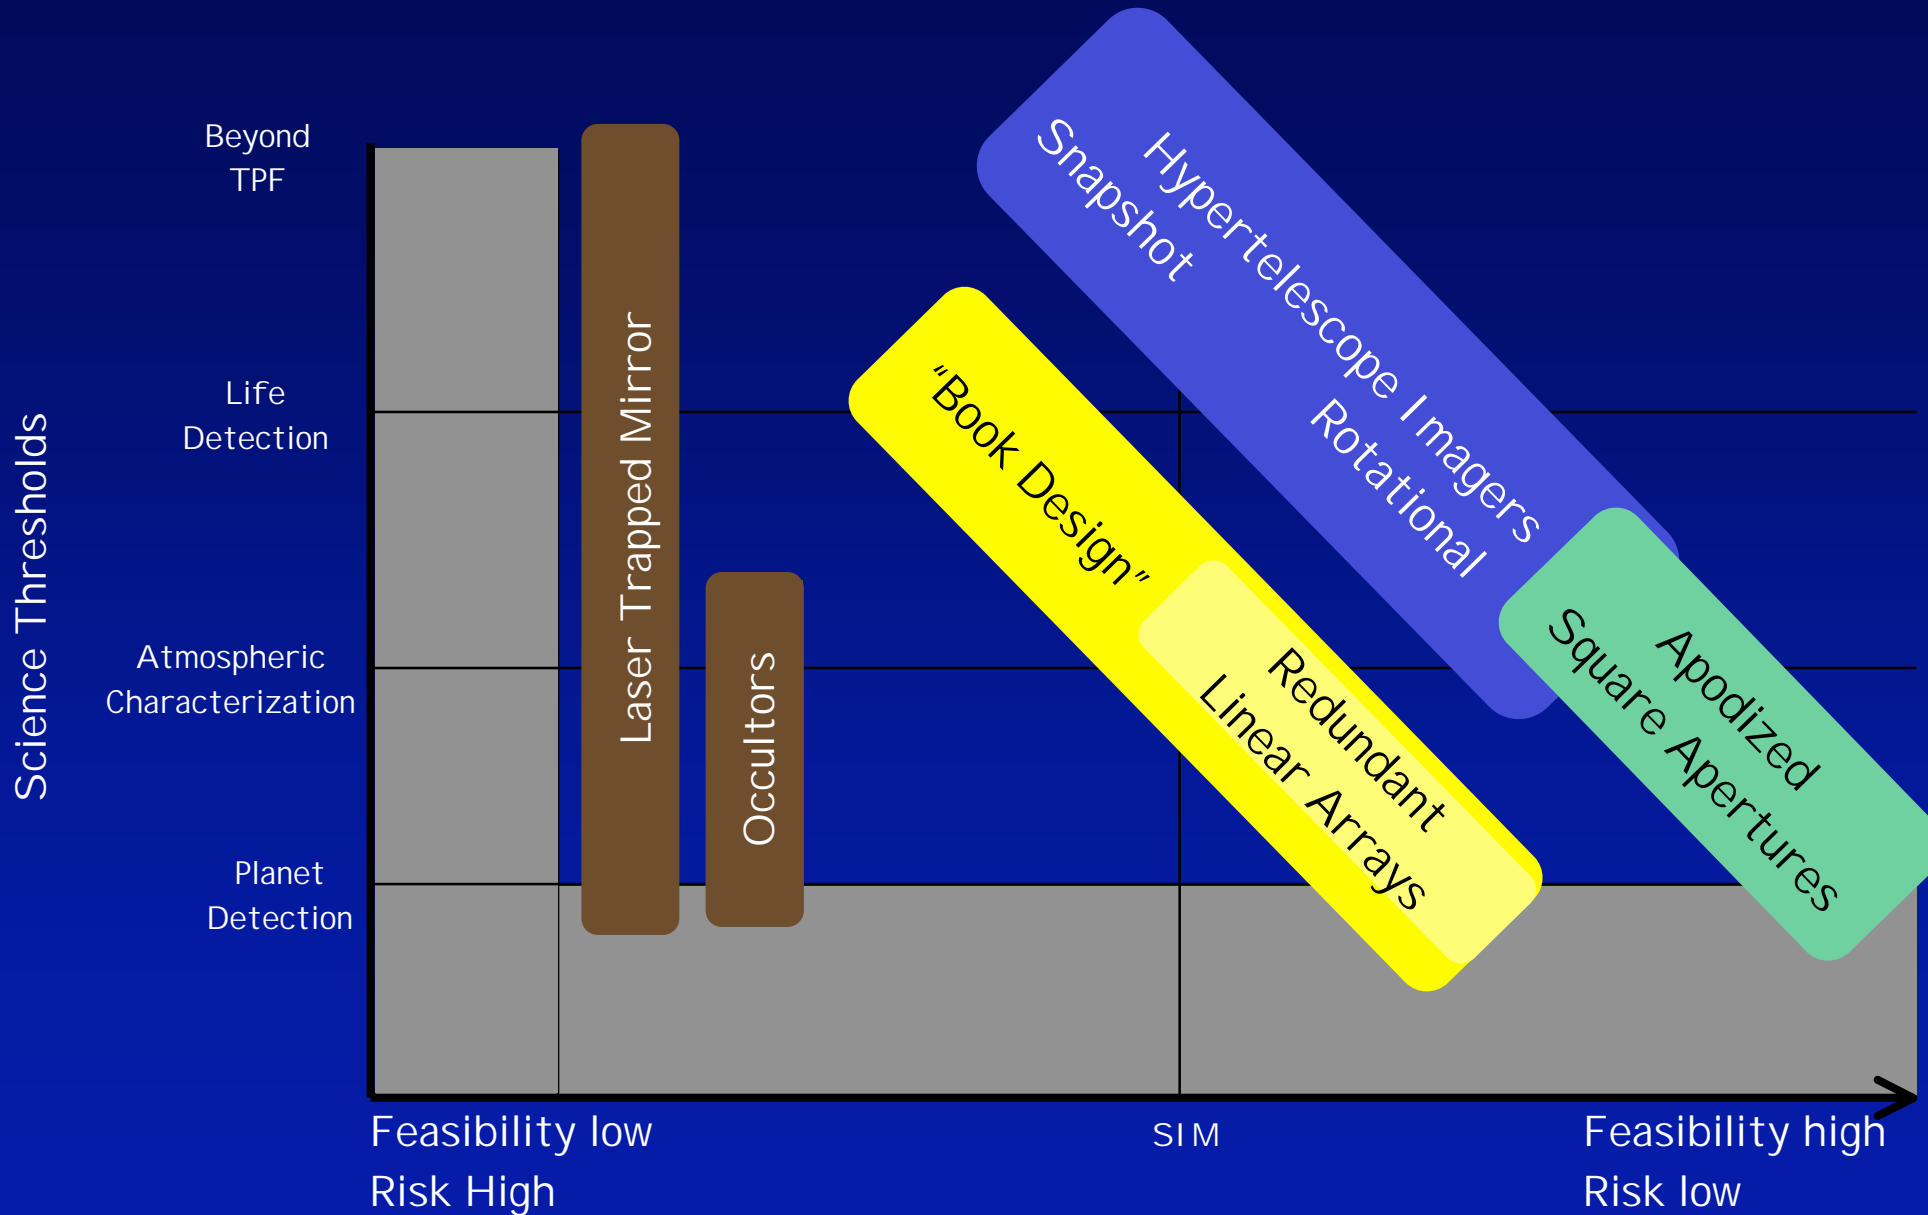 Science Thresholds
Beyond
TPF
Life
Detection
Atmospheric
Characterization
Planet
Detection
Laser Trapped Mirror
Occultors
“Book Design”
Redundant
Linear Arrays
Hypertelescope Imagers
Snapshot
Rotational
Apodized
Square Apertures
Feasibility low
Risk High
SIM
Feasibility high
Risk low